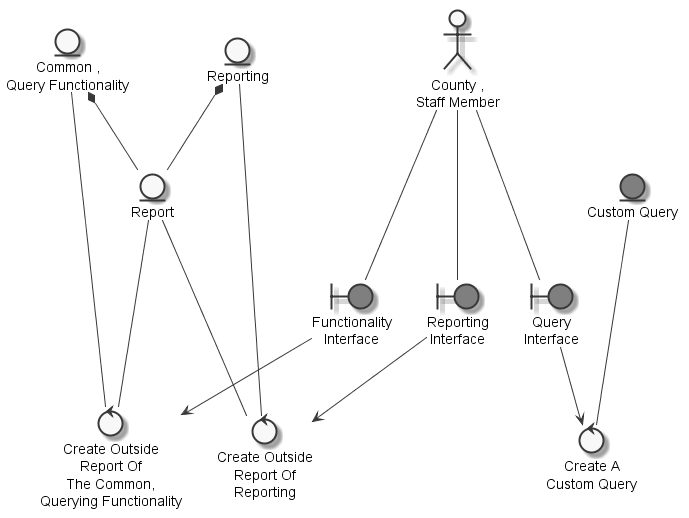 Common ,
Query Functionality
Reporting
County ,
Staff Member
Report
Custom Query
Functionality
Interface
Reporting
Interface
Query
Interface
Create Outside
Report Of
The Common,
Querying Functionality
Create Outside
Report Of
Reporting
Create A
Custom Query